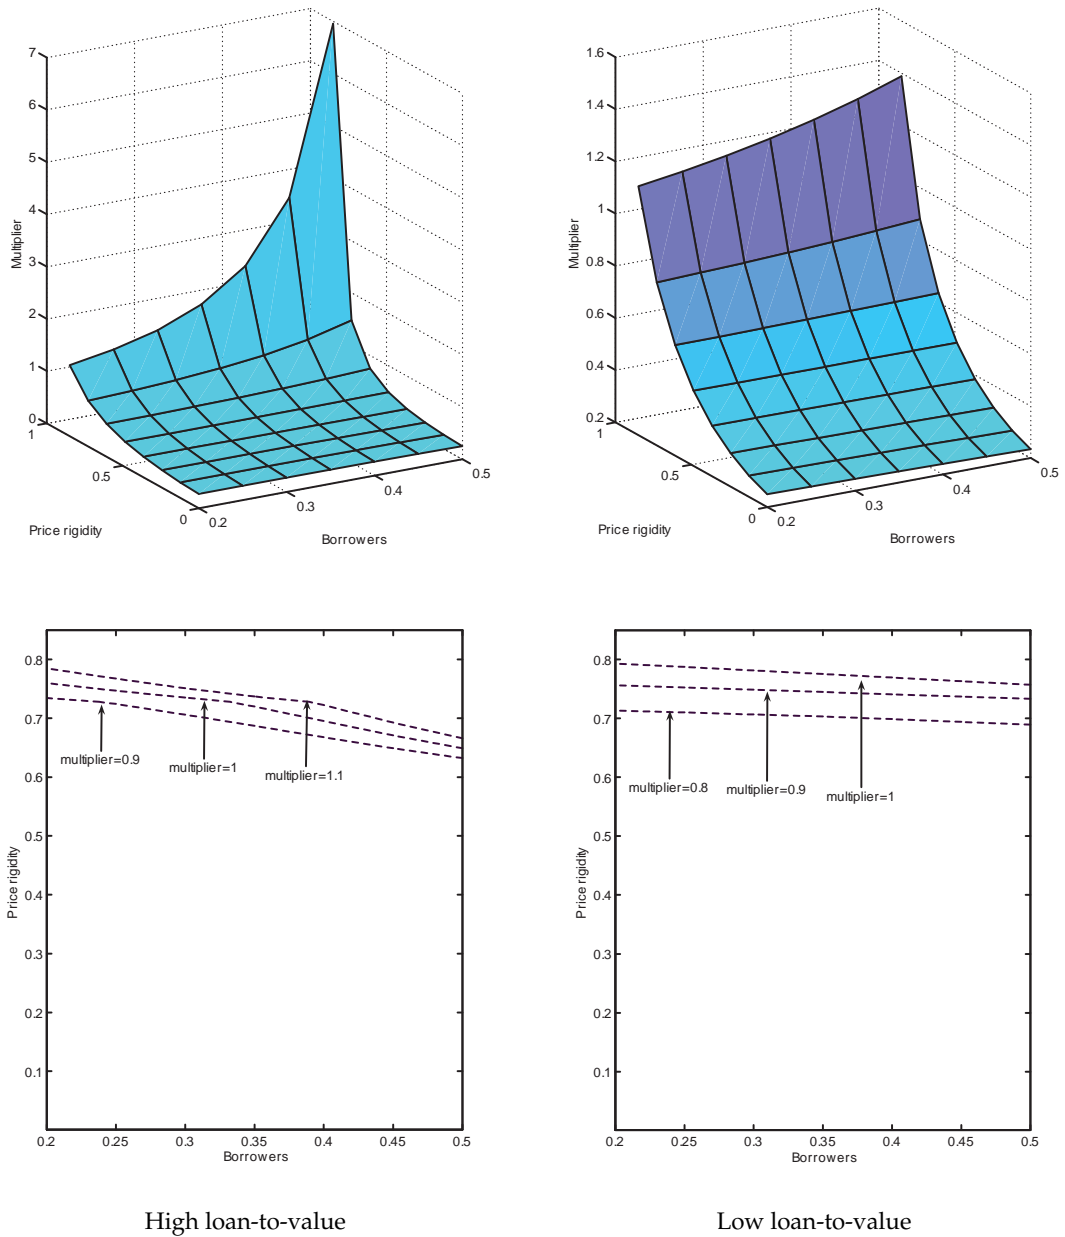 7
6
5
4
3
2
1
0
Multiplier
1
0.5
0
Price rigidity
0.2
0.3
0.4
0.5
Borrowers
1.6
1.4
1.2
1
0.8
0.6
0.4
0.2
Multiplier
1
0.5
0
Price rigidity
0.2
0.3
0.4
0.5
Borrowers
0.8
0.7
0.6
0.5
0.4
0.3
0.2
0.1
Price rigidity
multiplier=0.9
multiplier=1
multiplier=1.1
0.2 0.25 0.3 0.35 0.4 0.45 0.5
Borrowers
0.8
0.7
0.6
0.5
0.4
0.3
0.2
0.1
Price rigidity
multiplier=0.8
multiplier=0.9
multiplier=1
0.2 0.25 0.3 0.35 0.4 0.45 0.5
Borrowers
High loan-to-value
Low loan-to-value